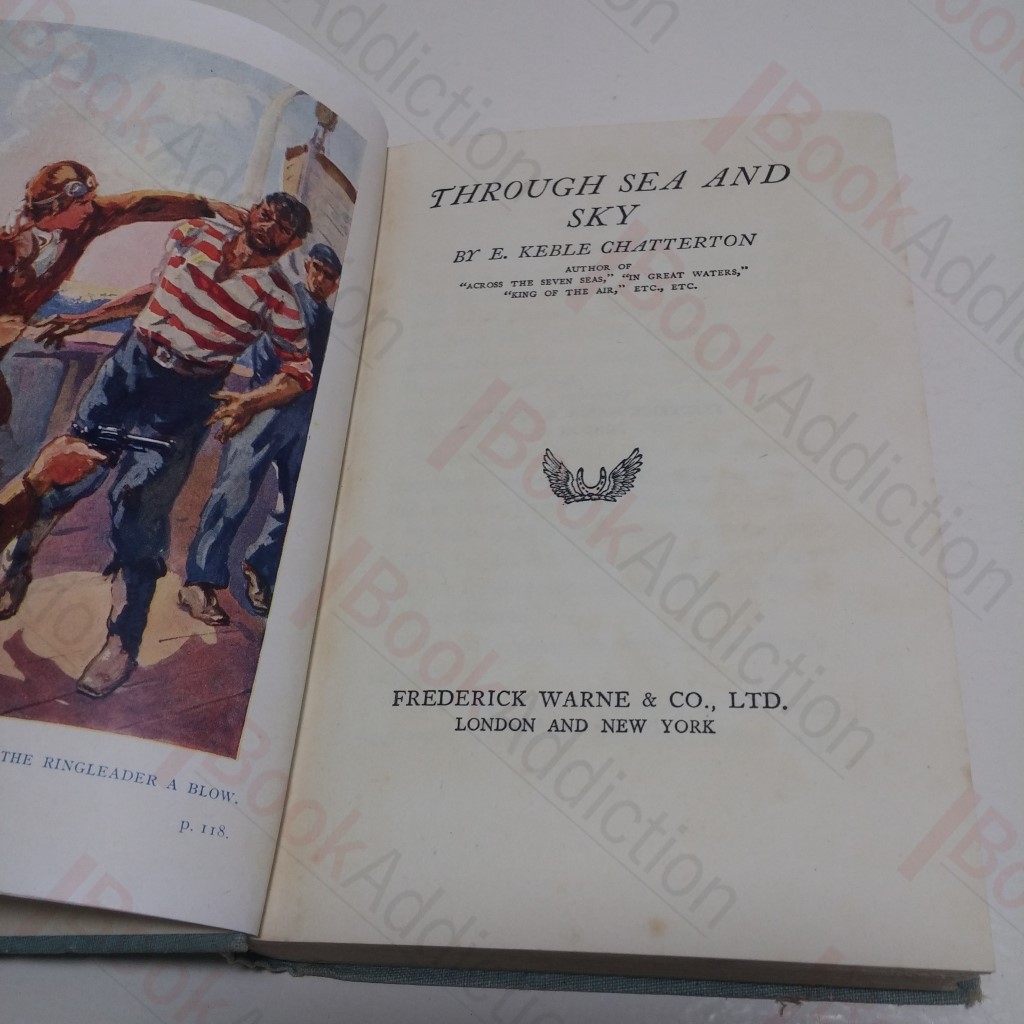 THE RINGLEADER A BLOW.
p. 118.
THROUGH SEA AND
SKY
BY E. KEBLE CHATTERTON
AUTHOR OF
"ACROSS THE SEVEN SEAS," "IN GREAT WATERS,"
"KING OF THE AIR," ETC., ETC.
FREDERICK WARNE & CO., LTD.
LONDON AND NEW YORK
BookAddiction